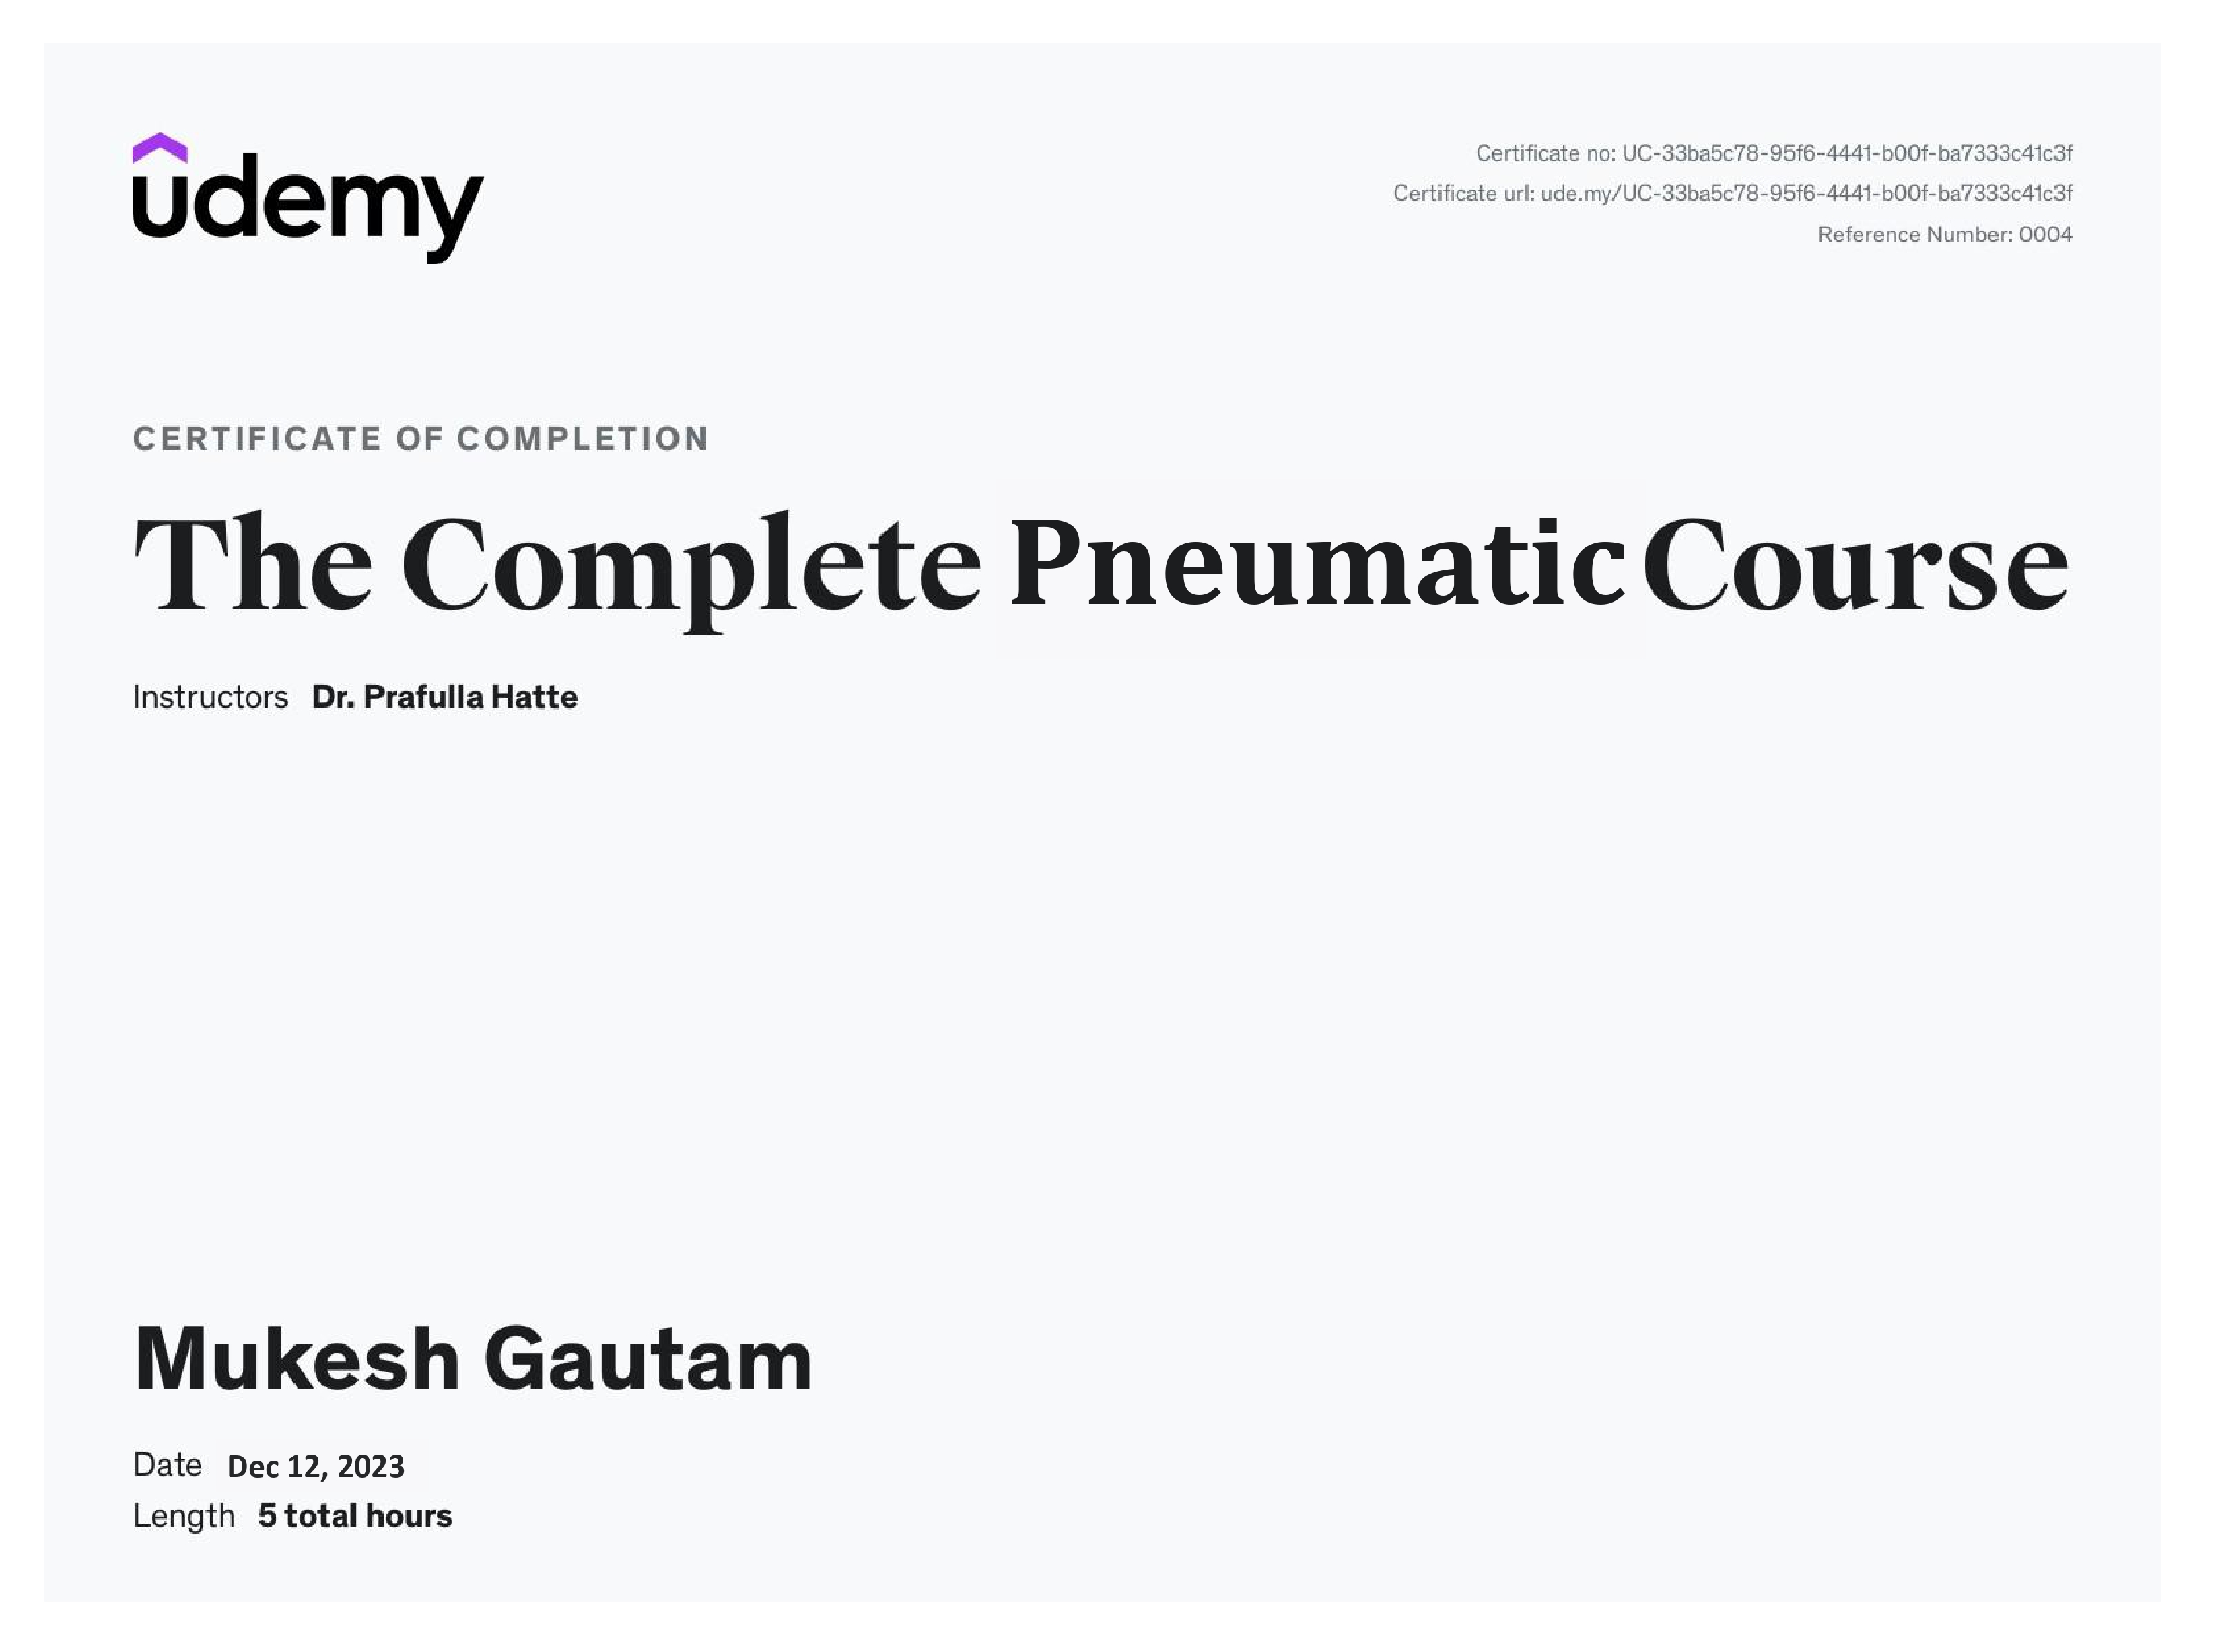 udemy
Certificate no: UC-33ba5c78-95f6-4441-b00f-ba7333c41c3f
Certificate url: ude.my/UC-33ba5c78-95f6-4441-b00f-ba7333c41c3f
Reference Number: 0004
CERTIFICATE OF COMPLETION
The Complete Pneumatic Course
Instructors Dr. Prafulla Hatte
Mukesh Gautam
Date Dec 12, 2023
Length 5 total hours